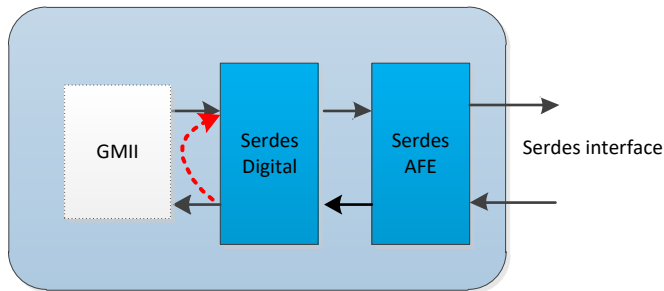 GMII
Serdes
Digital
Serdes
AFE
Serdes interface